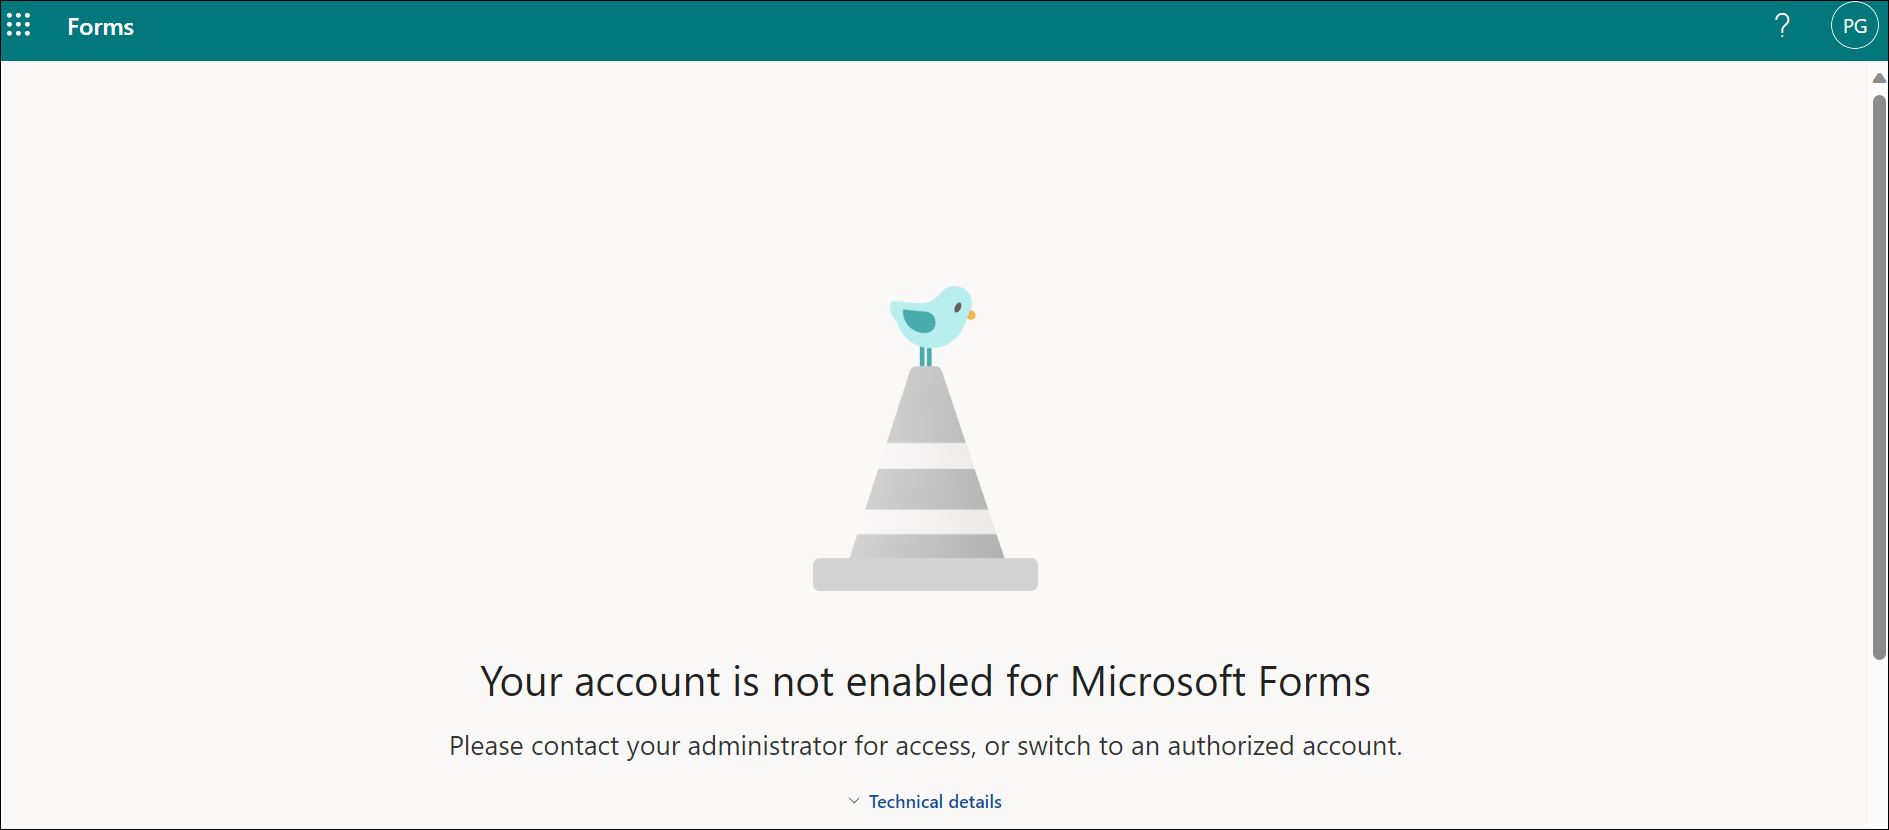 Forms
?
PG
Your account is not enabled for Microsoft Forms
Please contact your administrator for access, or switch to an authorized account.
Technical details